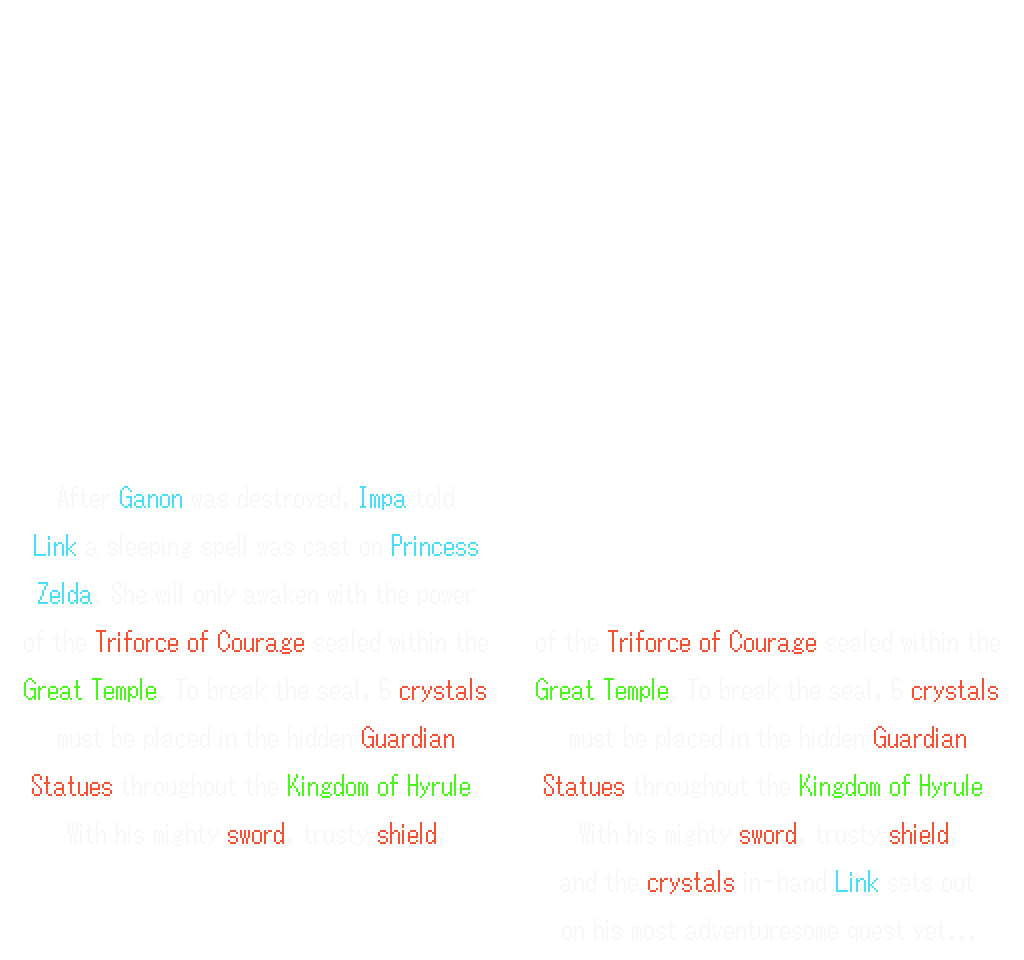 After Ganon was destroyed, Impa told
Link a sleeping spell was cast on Princess
Zelda. She will only awaken with the power
of the Triforce of Courage sealed within the
Great Temple. To break the seal, 6 crystals
must be placed in the hidden Guardian
Statues throughout the Kingdom of Hyrule.
With his mighty sword, trusty shield,
of the Triforce of Courage sealed within the
Great Temple. To break the seal, 6 crystals
must be placed in the hidden Guardian
Statues throughout the Kingdom of Hyrule.
With his mighty sword, trusty shield,
and the crystals in-hand Link sets out
on his most adventuresome quest yet...